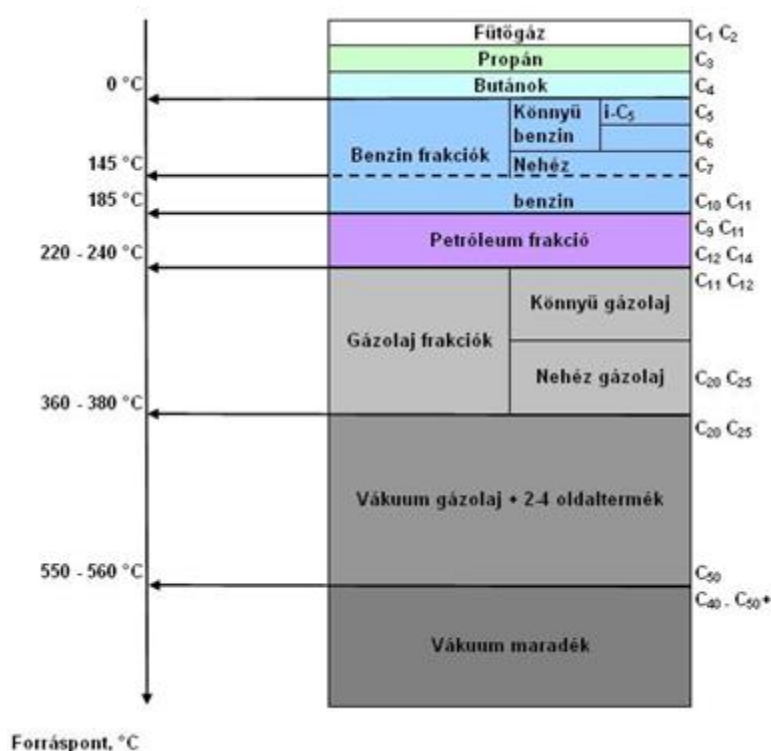 Fűtőgáz C₁ C₂
Propán C₃
0 °C Butánok C₄
Benzin frakciók
Könnyü i-C₅ C₅
benzin C₆
145 °C Nehéz C₇
185 °C benzin C₁₀ C₁₁
Petróleum frakció C₉ C₁₁
220 - 240 °C C₁₂ C₁₄
C₁₁ C₁₂
Könnyü gázolaj
Gázolaj frakciók
Nehéz gázolaj C₂₀ C₂₅
360 - 380 °C
C₂₀ C₂₅
Vákuum gázolaj + 2-4 oldaltermék
550 - 560 °C C₅₀
C₄₀ - C₅₀+
Vákuum maradék
Forráspont, °C